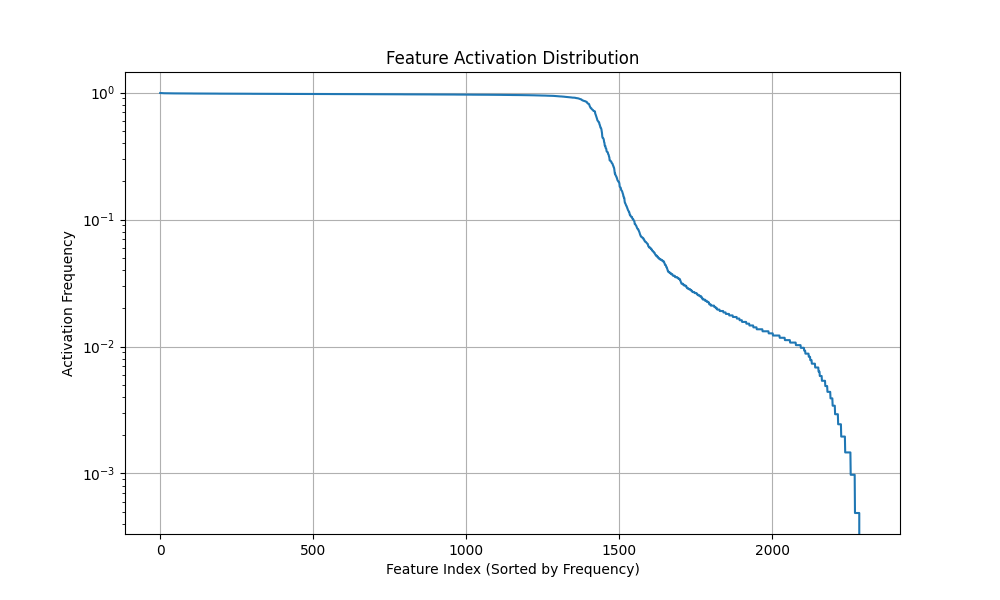 Feature Activation Distribution
Activation Frequency
10⁰
10⁻¹
10⁻²
10⁻³
0 500 1000 1500 2000
Feature Index (Sorted by Frequency)